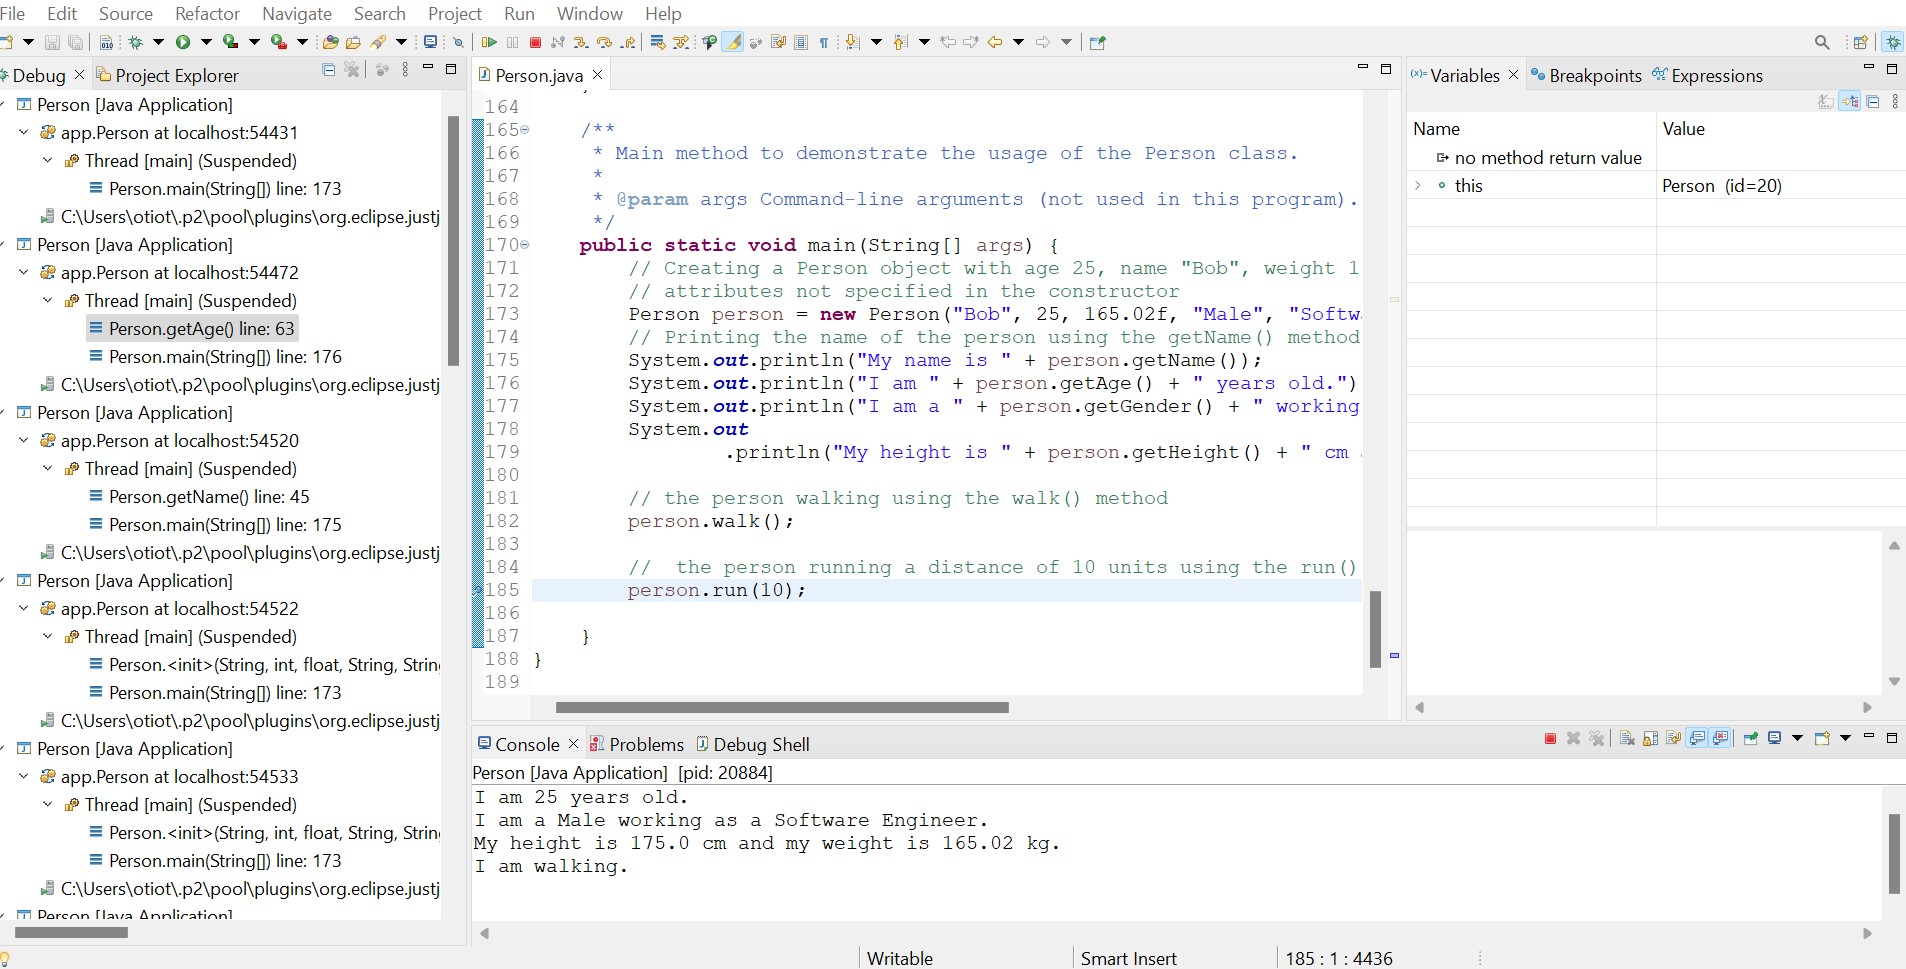 File Edit Source Refactor Navigate Search Project Run Window Help
Debug Project Explorer
Person [Java Application]
app.Person at localhost:54431
Thread [main] (Suspended)
Person.main(String[]) line: 173
C:\Users\otiot\.p2\pool\plugins\org.eclipse.justj
Person [Java Application]
app.Person at localhost:54472
Thread [main] (Suspended)
Person.getAge() line: 63
Person.main(String[]) line: 176
C:\Users\otiot\.p2\pool\plugins\org.eclipse.justj
Person [Java Application]
app.Person at localhost:54520
Thread [main] (Suspended)
Person.getName() line: 45
Person.main(String[]) line: 175
C:\Users\otiot\.p2\pool\plugins\org.eclipse.justj
Person [Java Application]
app.Person at localhost:54522
Thread [main] (Suspended)
Person.<init>(String, int, float, String, String
Person.main(String[]) line: 173
C:\Users\otiot\.p2\pool\plugins\org.eclipse.justj
Person [Java Application]
app.Person at localhost:54533
Thread [main] (Suspended)
Person.<init>(String, int, float, String, String
Person.main(String[]) line: 173
C:\Users\otiot\.p2\pool\plugins\org.eclipse.justj
Person [Java Application]
Person.java
164
165 /**
166 * Main method to demonstrate the usage of the Person class.
167 *
168 * @param args Command-line arguments (not used in this program).
169 */
170 public static void main(String[] args) {
171 // Creating a Person object with age 25, name "Bob", weight 1
172 // attributes not specified in the constructor
173 Person person = new Person("Bob", 25, 165.02f, "Male", "Softw
174 // Printing the name of the person using the getName() method
175 System.out.println("My name is " + person.getName());
176 System.out.println("I am " + person.getAge() + " years old.")
177 System.out.println("I am a " + person.getGender() + " working
178 System.out
179 .println("My height is " + person.getHeight() + " cm
180
181 // the person walking using the walk() method
182 person.walk();
183
184 // the person running a distance of 10 units using the run()
185 person.run(10);
186
187 }
188 }
189
Variables Breakpoints Expressions
Name Value
no method return value
this Person (id=20)
Console Problems Debug Shell
Person [Java Application] [pid: 20884]
I am 25 years old.
I am a Male working as a Software Engineer.
My height is 175.0 cm and my weight is 165.02 kg.
I am walking.
Writable Smart Insert 185 : 1 : 4436